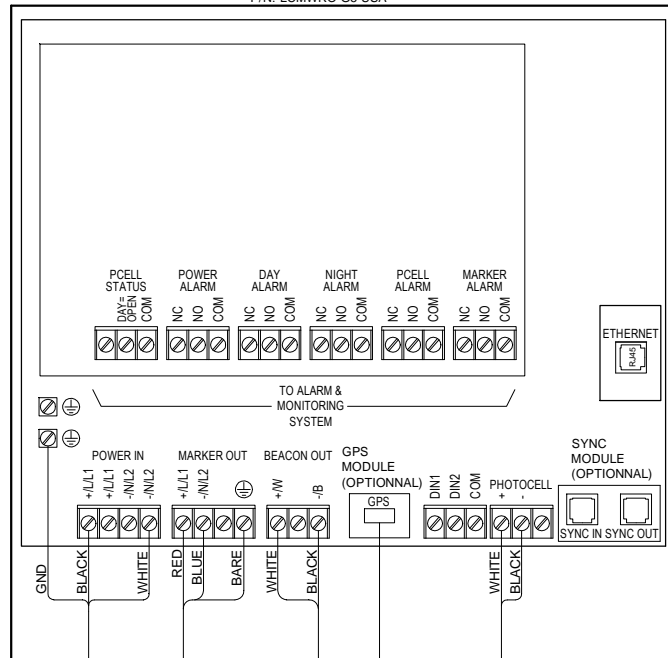 PCELL STATUS
POWER ALARM
DAY ALARM
NIGHT ALARM
PCELL ALARM
MARKER ALARM
DAY= OPEN
COM
NC
NO
COM
NC
NO
COM
NC
NO
COM
NC
NO
COM
NC
NO
COM
ETHERNET
RJ45
TO ALARM &
MONITORING
SYSTEM
POWER IN
MARKER OUT
BEACON OUT
GPS
MODULE
(OPTIONNAL)
GPS
SYNC
MODULE
(OPTIONNAL)
+/L/L1
+/L/L1
-/N/L2
-/N/L2
+/L/L1
-/N/L2
+/W
-/B
DIN1
DIN2
COM
PHOTOCELL
+
-
SYNC IN
SYNC OUT
GND
BLACK
WHITE
RED
BLUE
BARE
WHITE
BLACK
WHITE
BLACK